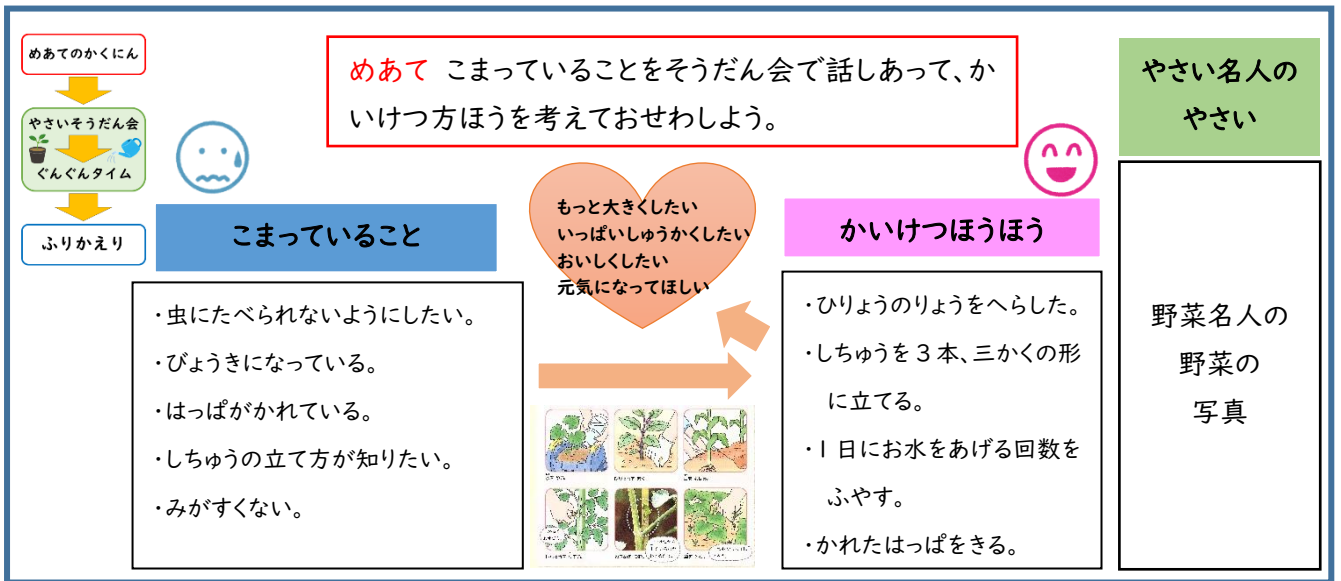 めあてのかくにん
やさいそうだん会
ぐんぐんタイム
ふりかえり
めあて こまっていることをそうだん会で話しあって、か
いけつ方ほうを考えておせわしよう。
こまっていること
・虫にたべられないようにしたい。
・びょうきになっている。
・はっぱがかれている。
・しちゅうの立て方が知りたい。
・みがすくない。
もっと大きくしたい
いっぱいしゅうかくしたい
おいしくしたい
元気になってほしい
かいけつほうほう
・ひりょうのりょうをへらした。
・しちゅうを3本、三かくの形
に立てる。
・1日にお水をあげる回数を
ふやす。
・かれたはっぱをきる。
やさい名人の
やさい
野菜名人の
野菜の
写真